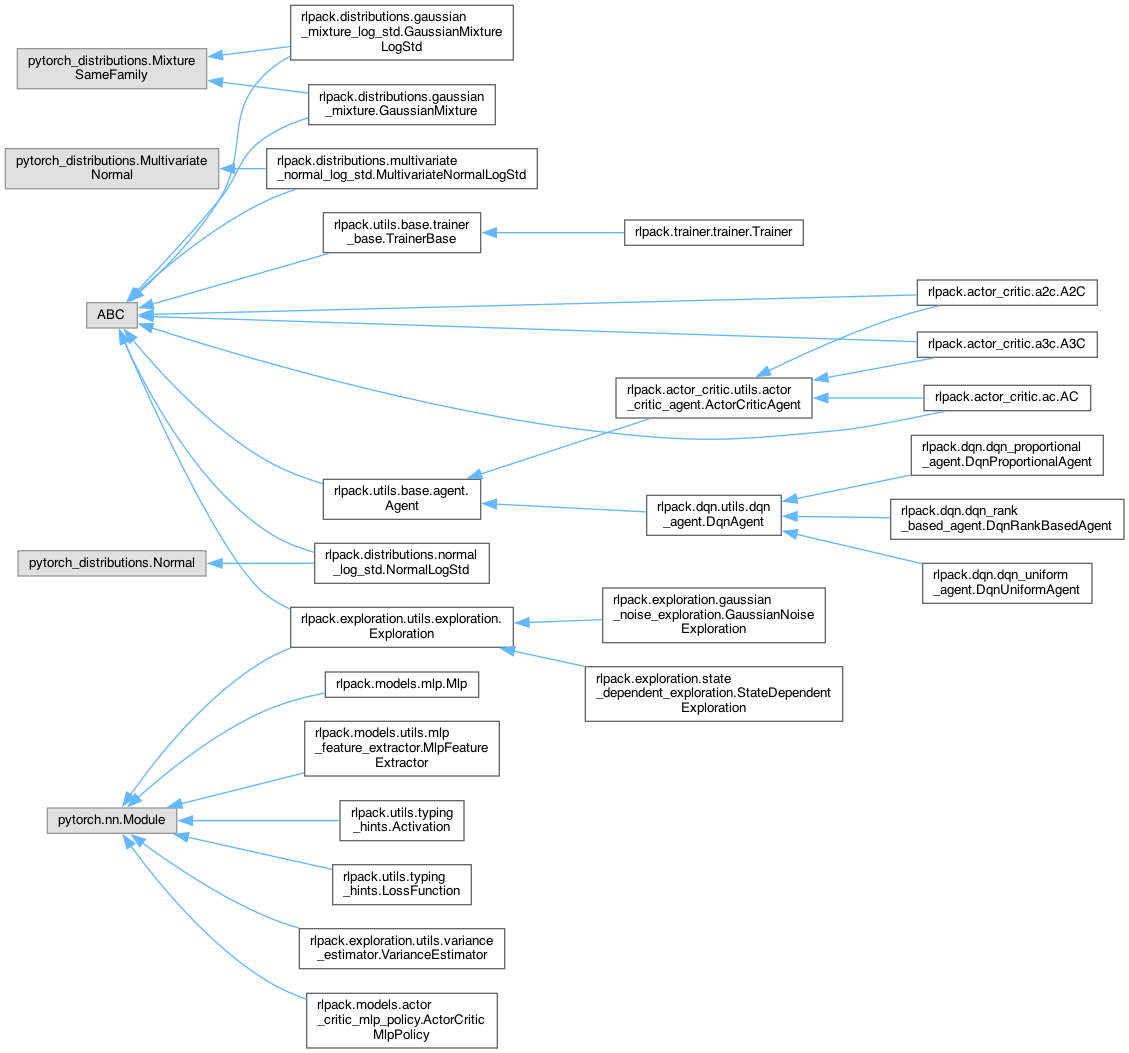 pytorch_distributions.Mixture
SameFamily
rlpack.distributions.gaussian
_mixture_log_std.GaussianMixture
LogStd
rlpack.distributions.gaussian
_mixture.GaussianMixture
pytorch_distributions.Multivariate
Normal
rlpack.distributions.multivariate
_normal_log_std.MultivariateNormalLogStd
rlpack.utils.base.trainer
_base.TrainerBase
rlpack.trainer.trainer.Trainer
ABC
rlpack.actor_critic.a2c.A2C
rlpack.actor_critic.a3c.A3C
rlpack.actor_critic.utils.actor
_critic_agent.ActorCriticAgent
rlpack.actor_critic.ac.AC
rlpack.utils.base.agent.
Agent
rlpack.dqn.utils.dqn
_agent.DqnAgent
rlpack.dqn.dqn_proportional
_agent.DqnProportionalAgent
rlpack.dqn.dqn_rank
_based_agent.DqnRankBasedAgent
rlpack.dqn.dqn_uniform
_agent.DqnUniformAgent
pytorch_distributions.Normal
rlpack.distributions.normal
_log_std.NormalLogStd
rlpack.exploration.utils.exploration.
Exploration
rlpack.exploration.gaussian
_noise_exploration.GaussianNoise
Exploration
rlpack.exploration.state
_dependent_exploration.StateDependent
Exploration
rlpack.models.mlp.Mlp
rlpack.models.utils.mlp
_feature_extractor.MlpFeature
Extractor
pytorch.nn.Module
rlpack.utils.typing
_hints.Activation
rlpack.utils.typing
_hints.LossFunction
rlpack.exploration.utils.variance
_estimator.VarianceEstimator
rlpack.models.actor
_critic_mlp_policy.ActorCritic
MlpPolicy